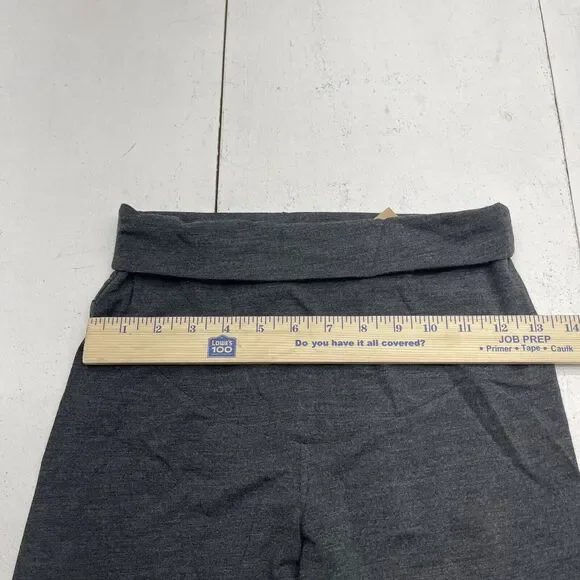 1 2 3 4 5 6 7 8 9 10 11 12 13 14
LOWE'S
100
Do you have it all covered?
JOB PREP
• Primer • Tape • Caulk